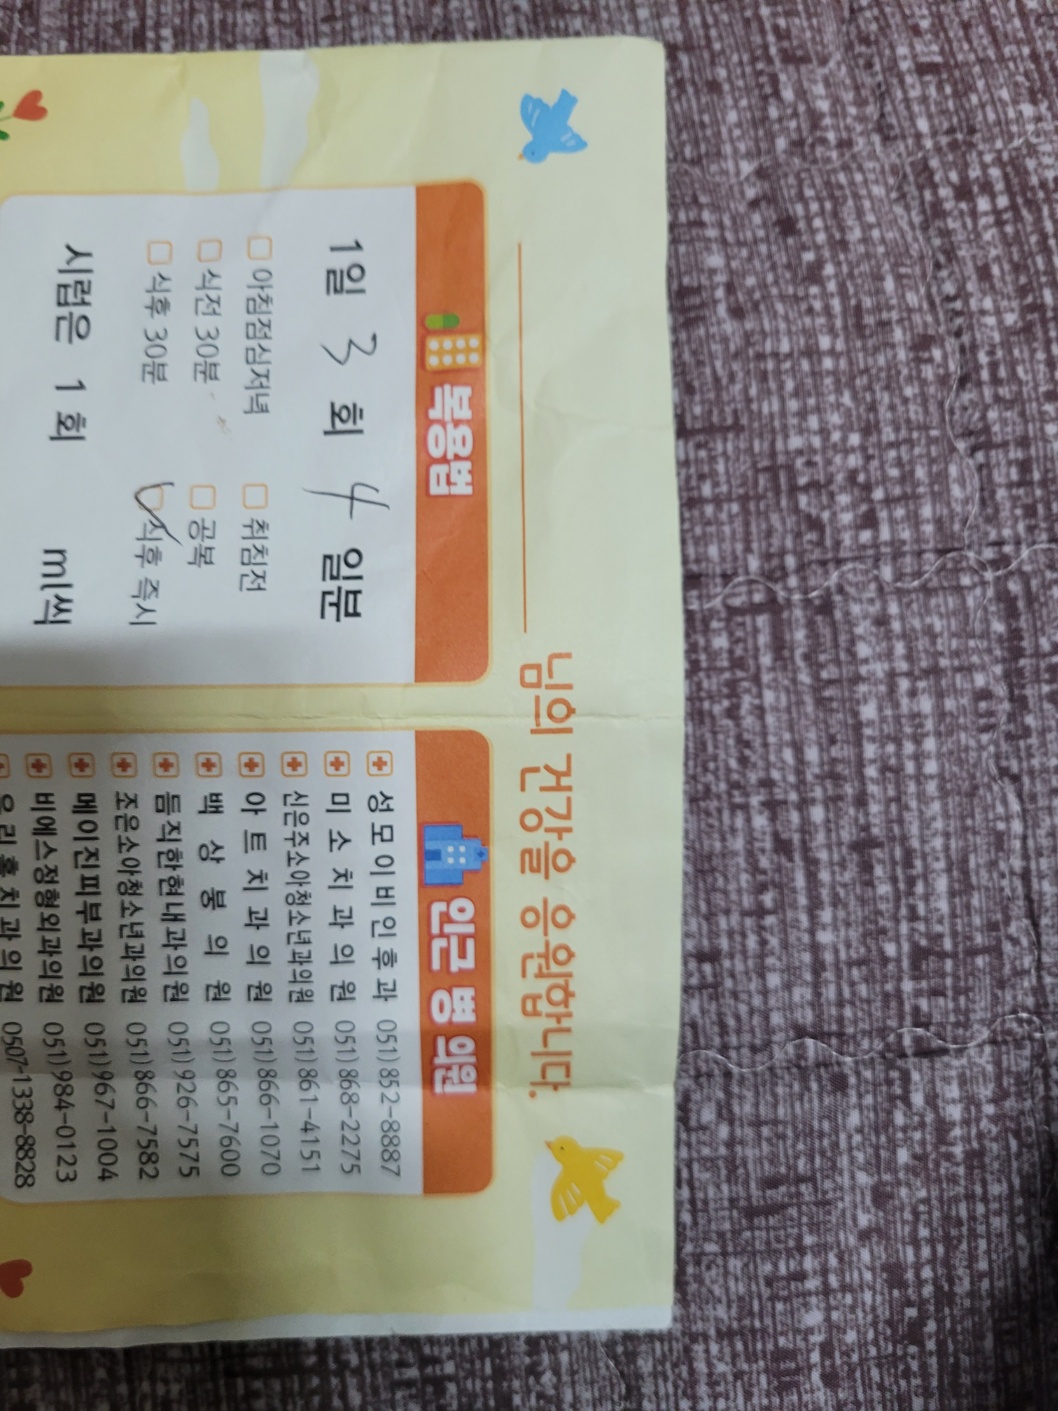 님의 건강을 응원합니다.
복용법
1일 3 회 4 일분
아침점심저녁 취침전
식전 30분 공복
식후 30분 식후 즉시
시럽은 1 회 ml씩
인근 병 의원
성모이비인후과 051)852-8887
미소치과의원 051)868-2275
신은주소아청소년과의원 051)861-4151
아트치과의원 051)866-1070
백상봉의원 051)865-7600
듬직한현내과의원 051)926-7575
조은소아청소년과의원 051)866-7582
메이진피부과의원 051)967-1004
비에스정형외과의원 051)984-0123
우리홈치과의원 0507-1338-8828